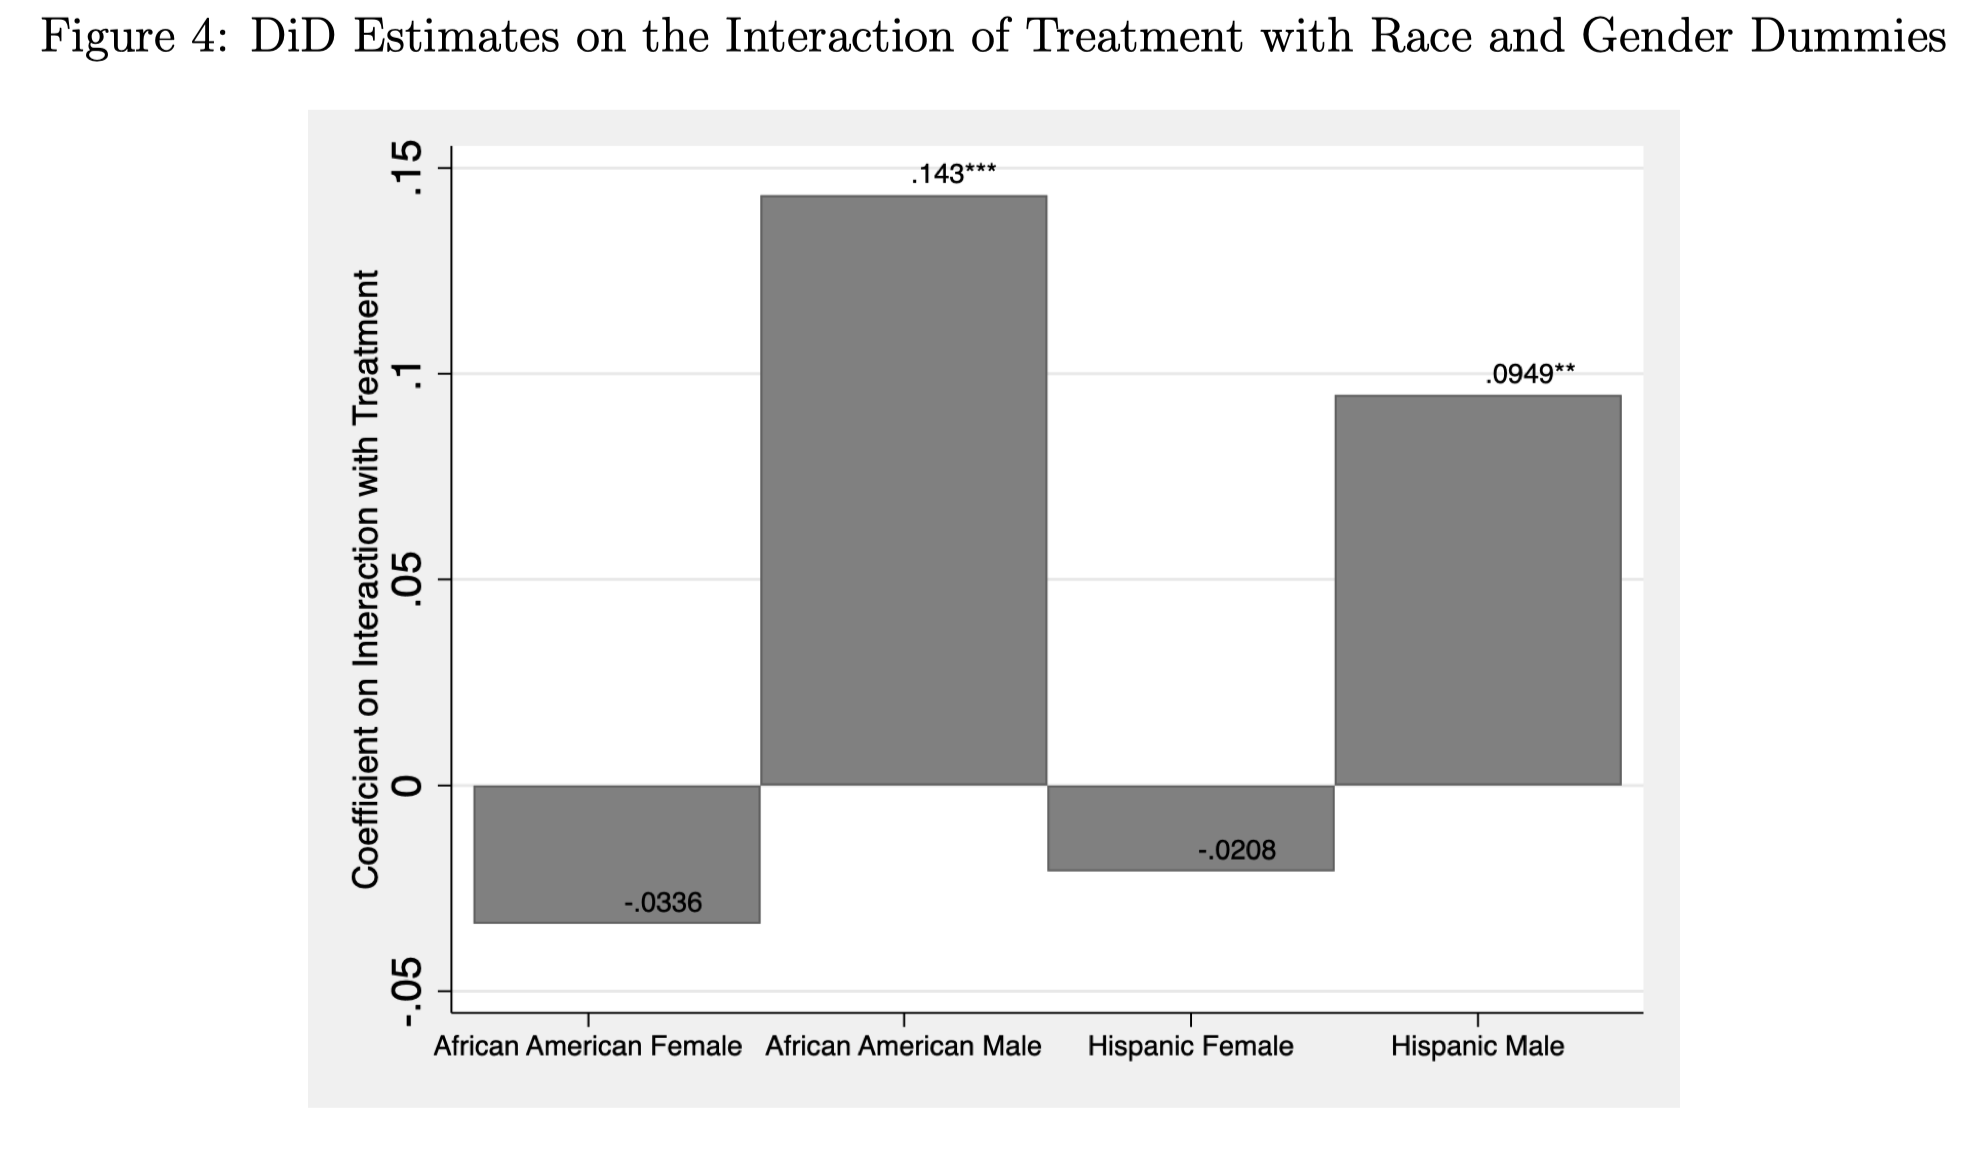 Figure 4: DiD Estimates on the Interaction of Treatment with Race and Gender Dummies
Coefficient on Interaction with Treatment
.15
.1
.05
0
-.05
.143***
.0949**
-.0208
-.0336
African American Female
African American Male
Hispanic Female
Hispanic Male